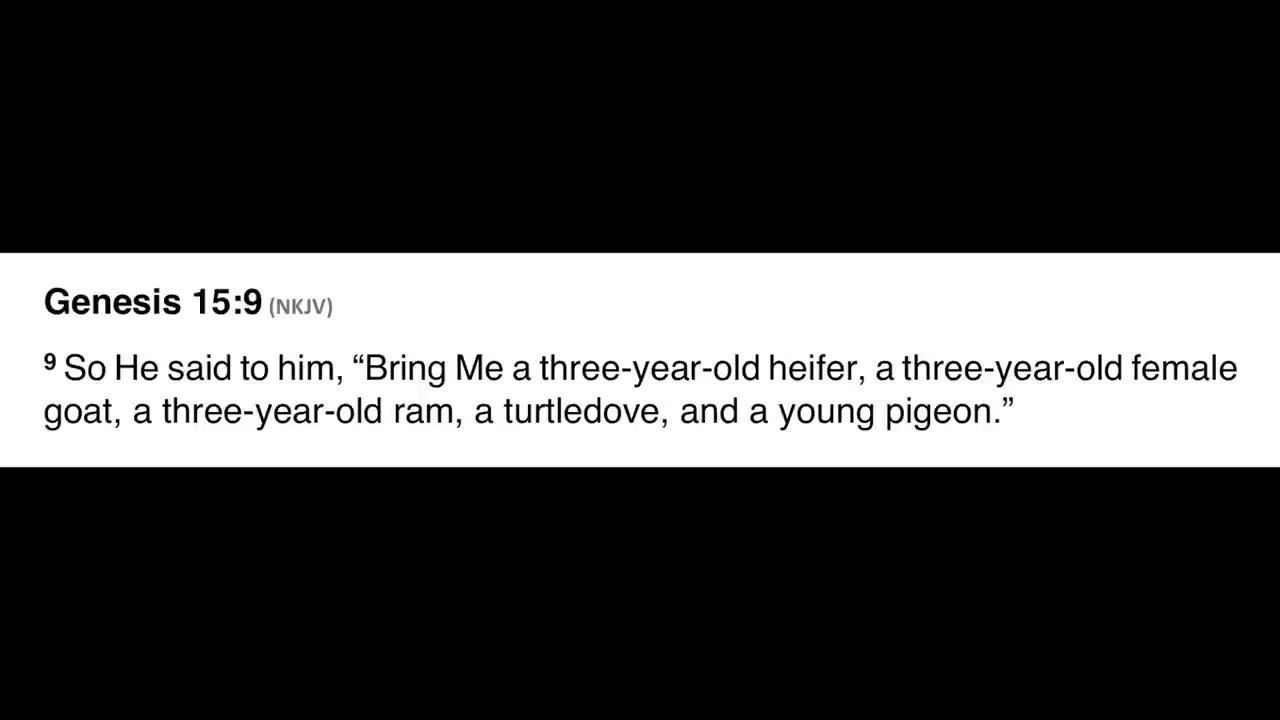 Genesis 15:9 (NKJV)
9 So He said to him, “Bring Me a three-year-old heifer, a three-year-old female
goat, a three-year-old ram, a turtledove, and a young pigeon.”